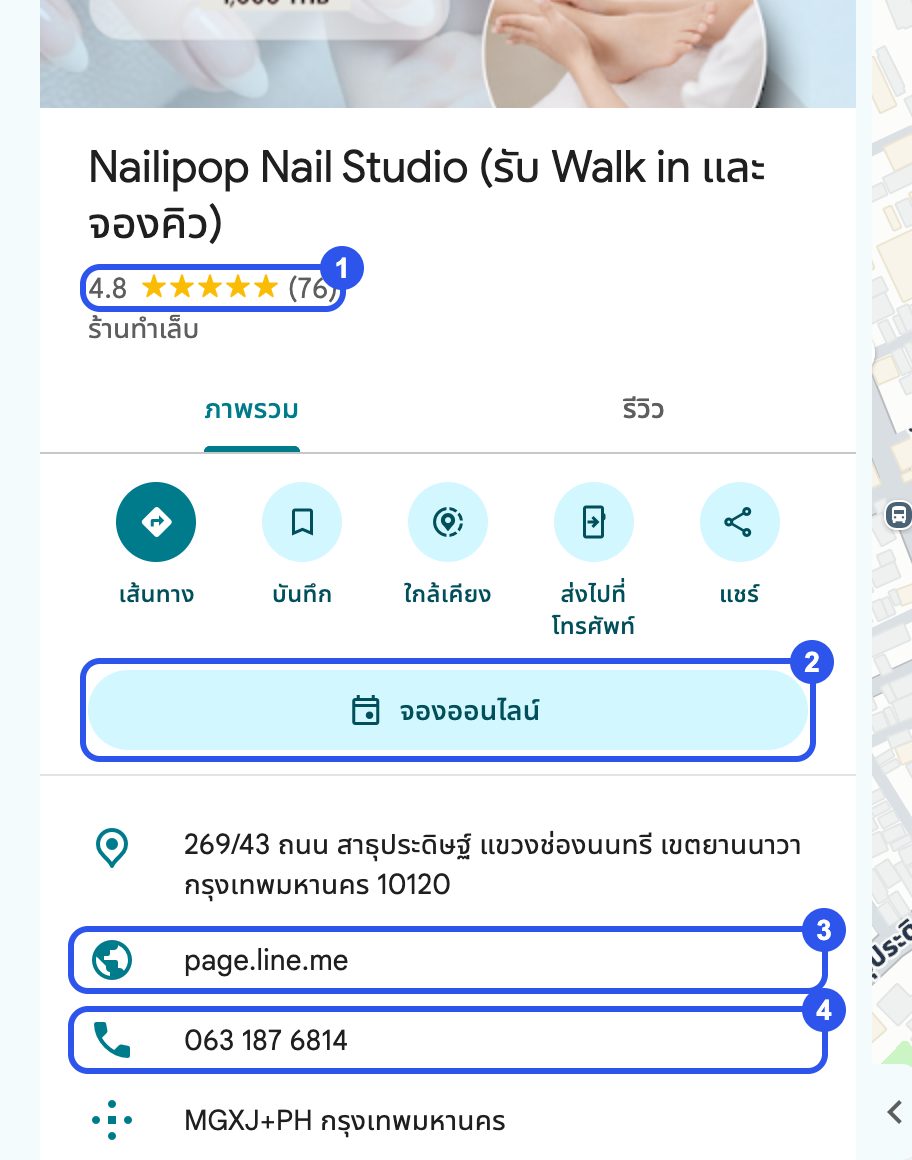 1,000 THB
Nailipop Nail Studio (รับ Walk in และ
จองคิว)
1
4.8 (76)
ร้านทำเล็บ
ภาพรวม รีวิว
เส้นทาง บันทึก ใกล้เคียง ส่งไปที่ แชร์
โทรศัพท์
2
จองออนไลน์
269/43 ถนน สาธุประดิษฐ์ แขวงช่องนนทรี เขตยานนาวา
กรุงเทพมหานคร 10120
3
page.line.me
4
063 187 6814
MGXJ+PH กรุงเทพมหานคร